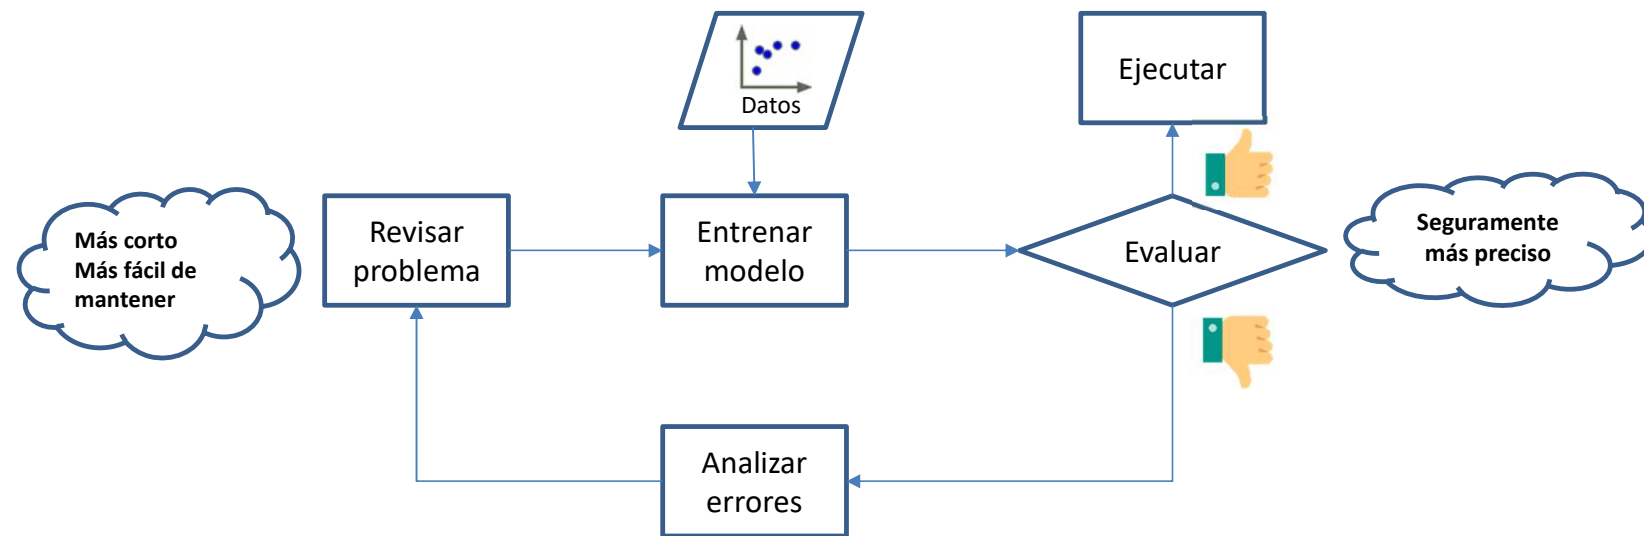 Datos
Ejecutar
Más corto
Más fácil de
mantener
Revisar
problema
Entrenar
modelo
Evaluar
Seguramente
más preciso
Analizar
errores